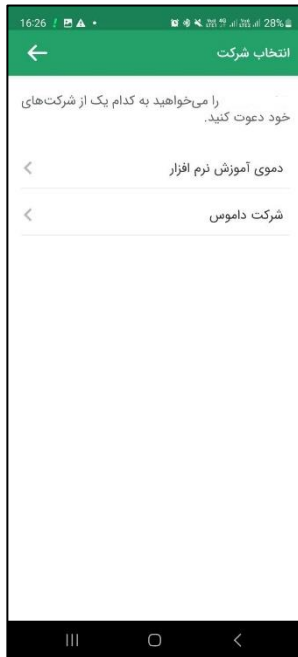 16:26
28%
انتخاب شرکت
را می‌خواهید به کدام یک از شرکت‌های
خود دعوت کنید.
دموی آموزش نرم افزار
شرکت داموس